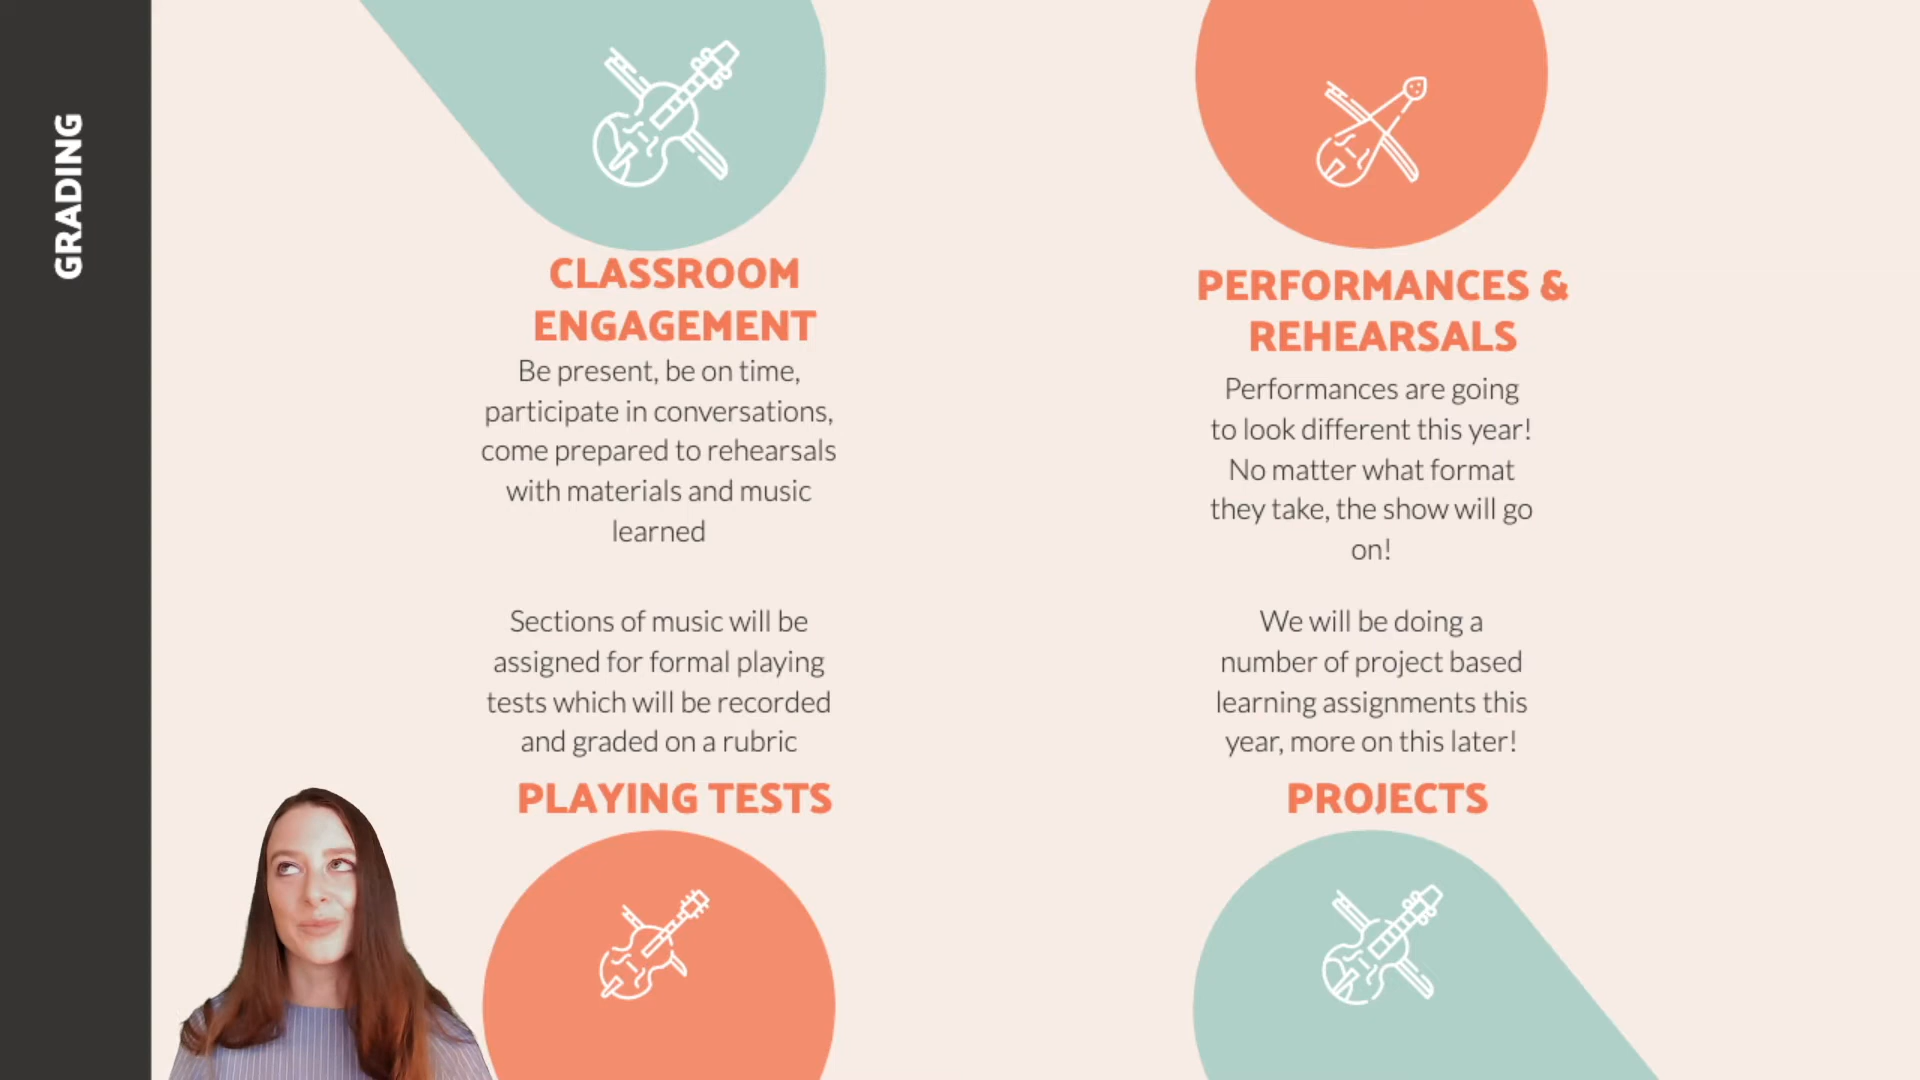 GRADING
CLASSROOM
ENGAGEMENT
Be present, be on time,
participate in conversations,
come prepared to rehearsals
with materials and music
learned
PERFORMANCES &
REHEARSALS
Performances are going
to look different this year!
No matter what format
they take, the show will go
on!
Sections of music will be
assigned for formal playing
tests which will be recorded
and graded on a rubric
PLAYING TESTS
We will be doing a
number of project based
learning assignments this
year, more on this later!
PROJECTS